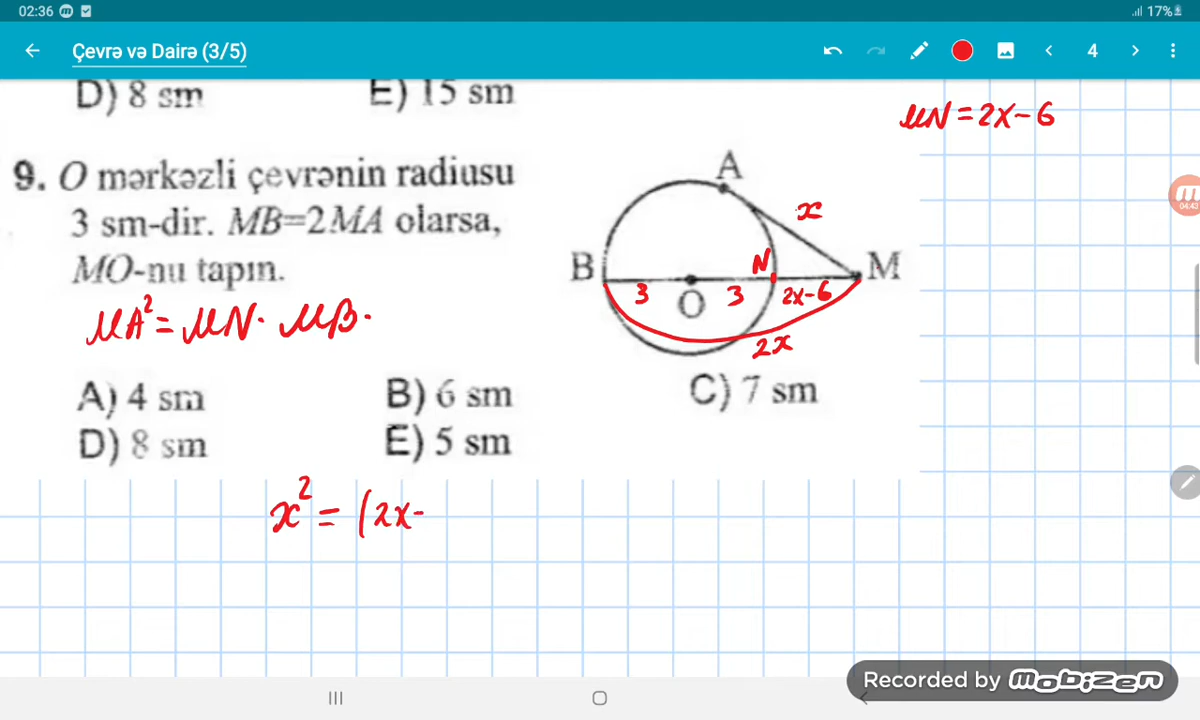 02:36 17%
Çevrə və Dairə (3/5) 4
D) 8 sm E) 15 sm
MN = 2x - 6
9. O mərkəzli çevrənin radiusu
3 sm-dir. MB=2MA olarsa,
MO-nu tapın.
A
x
B
N
M
3
O
3
2x-6
2x
MA² = MN · MB.
A) 4 sm B) 6 sm C) 7 sm
D) 8 sm E) 5 sm
x² = (2x-
04:43
Recorded by mobizen